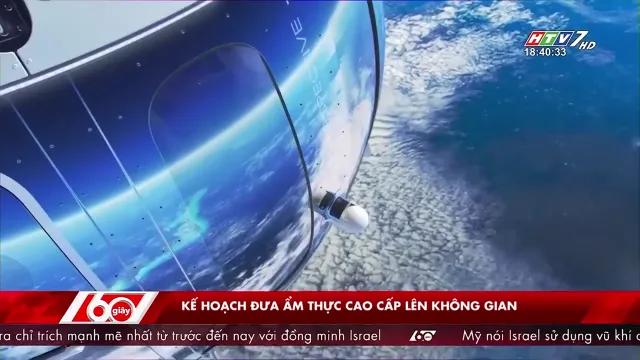 HTV7 HD
18:40:33
60 giây
KẾ HOẠCH ĐƯA ẨM THỰC CAO CẤP LÊN KHÔNG GIAN
ra chỉ trích mạnh mẽ nhất từ trước đến nay với đồng minh Israel 60 Mỹ nói Israel sử dụng vũ khí